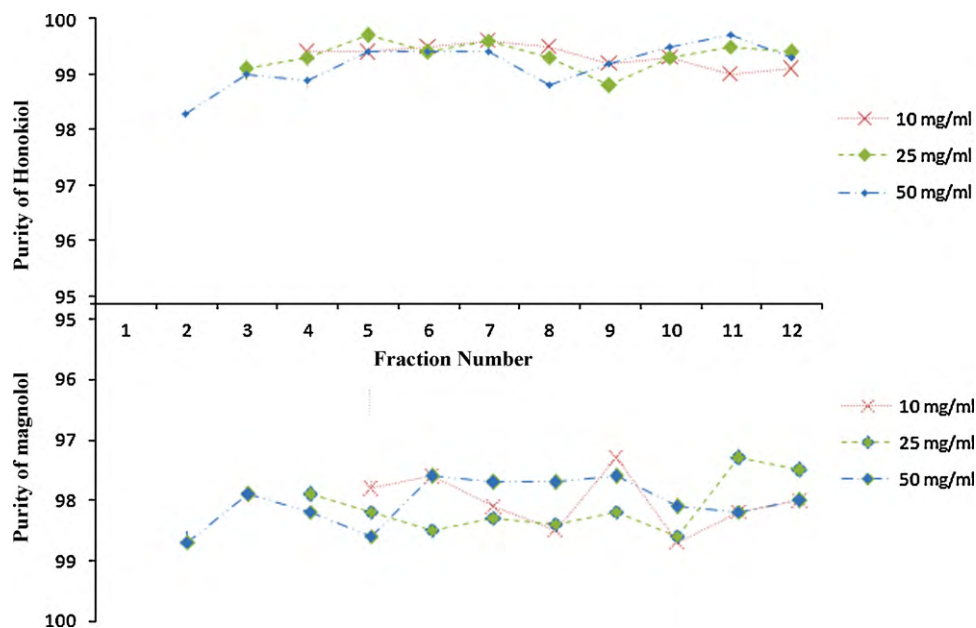 100
99
98
97
96
95
Purity of Honokiol
10 mg/ml
25 mg/ml
50 mg/ml
1 2 3 4 5 6 7 8 9 10 11 12
Fraction Number
95
96
97
98
99
100
Purity of magnolol
10 mg/ml
25 mg/ml
50 mg/ml